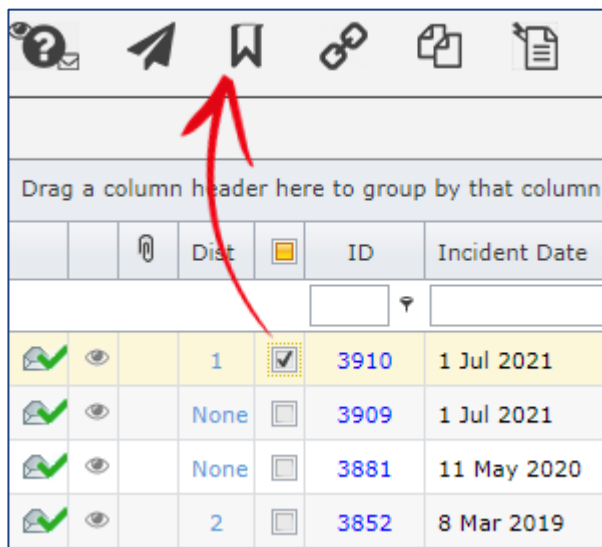 Drag a column header here to group by that column
Dist ID Incident Date
1 3910 1 Jul 2021
None 3909 1 Jul 2021
None 3881 11 May 2020
2 3852 8 Mar 2019